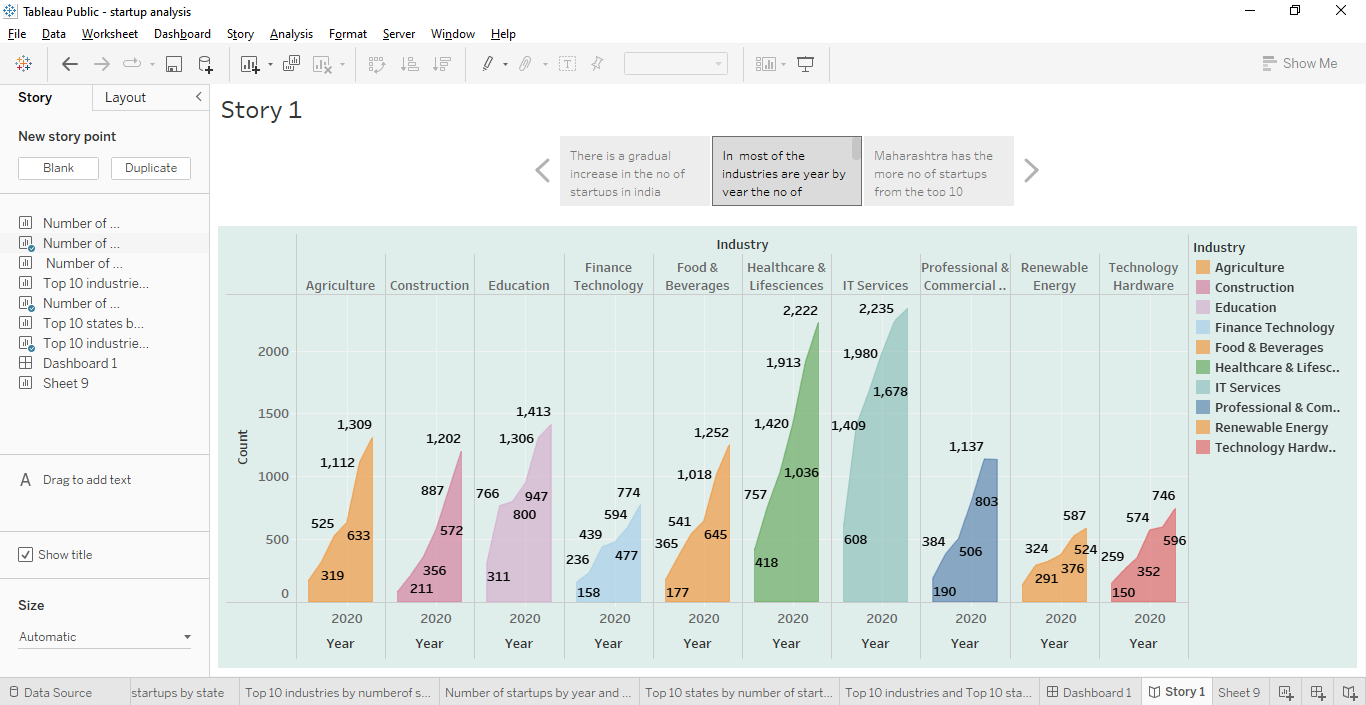 Tableau Public - startup analysis
File Data Worksheet Dashboard Story Analysis Format Server Window Help
Show Me
Story Layout
New story point
Blank Duplicate
Number of ...
Number of ...
Number of ...
Top 10 industrie...
Number of ...
Top 10 states b...
Top 10 industrie...
Dashboard 1
Sheet 9
A Drag to add text
Show title
Size
Automatic
Story 1
There is a gradual
increase in the no of
startups in india
In most of the
industries are year by
year the no of
Maharashtra has the
more no of startups
from the top 10
Industry
Agriculture
Construction
Education
Finance
Technology
Food &
Beverages
Healthcare &
Lifesciences
IT Services
Professional &
Commercial ..
Renewable
Energy
Technology
Hardware
Count
2000
1500
1000
500
0
1,309
1,112
525
633
319
1,202
887
572
356
211
1,413
1,306
766
947
800
311
774
594
439
477
236
158
1,252
1,018
541
645
365
177
2,222
1,913
1,420
1,036
757
418
2,235
1,980
1,678
1,409
608
1,137
803
384
506
190
587
324
524
376
291
746
574
596
259
352
150
2020 2020 2020 2020 2020 2020 2020 2020 2020 2020
Year Year Year Year Year Year Year Year Year Year
Industry
Agriculture
Construction
Education
Finance Technology
Food & Beverages
Healthcare & Lifesc..
IT Services
Professional & Com..
Renewable Energy
Technology Hardw..
Data Source startups by state Top 10 industries by numberof s... Number of startups by year and ... Top 10 states by number of start... Top 10 industries and Top 10 sta... Dashboard 1 Story 1 Sheet 9